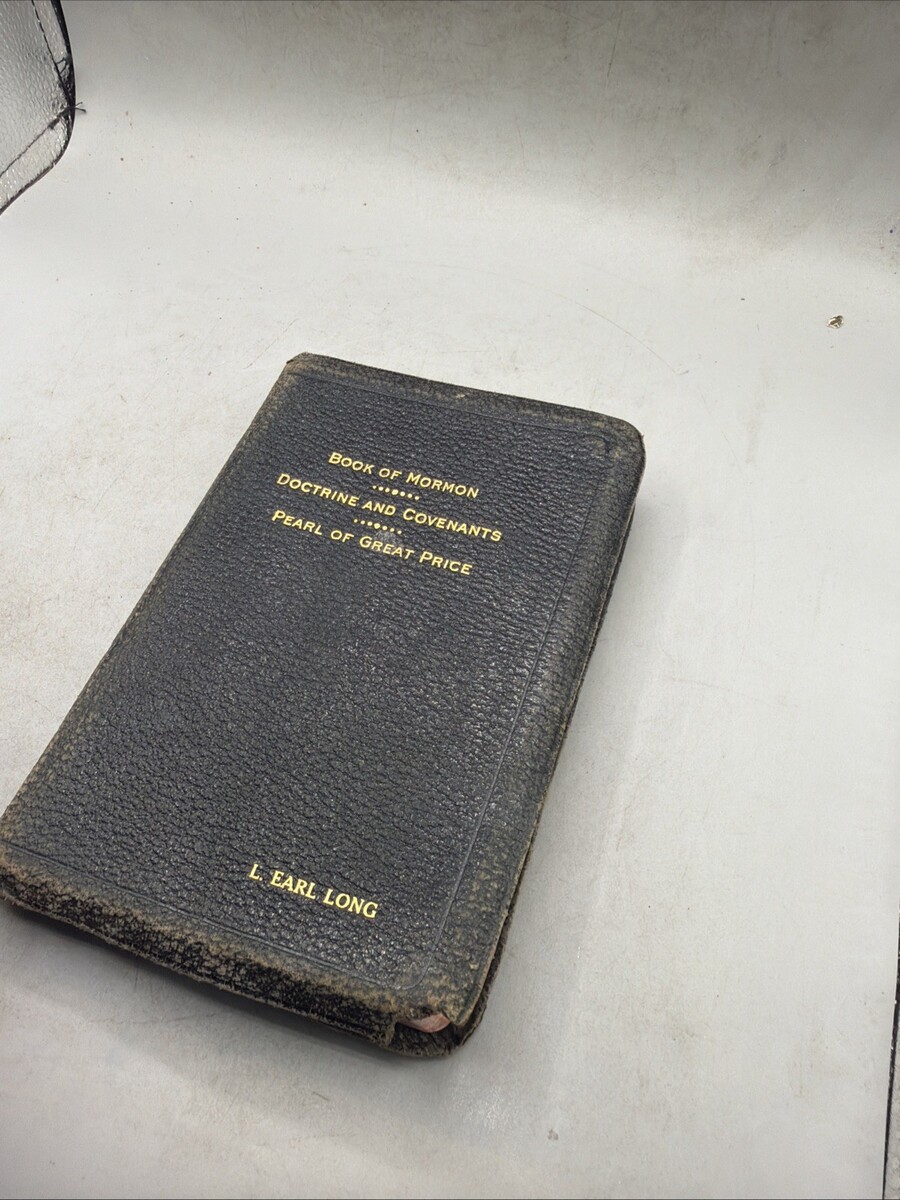 Book of Mormon
Doctrine and Covenants
Pearl of Great Price
L. EARL LONG